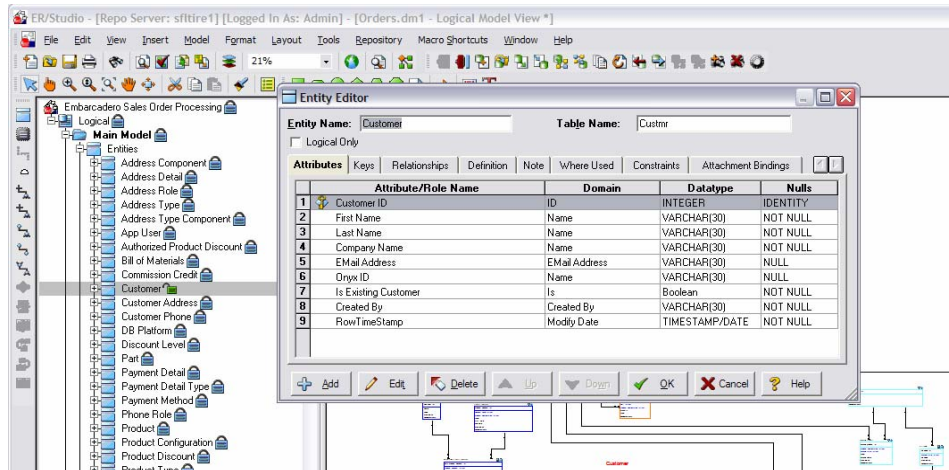 ER/Studio - [Repo Server: sfltire1] [Logged In As: Admin] - [Orders.dm1 - Logical Model View *]
File Edit View Insert Model Format Layout Tools Repository Macro Shortcuts Window Help
21%
Embarcadero Sales Order Processing
Logical
Main Model
Entities
Address Component
Address Detail
Address Role
Address Type
Address Type Component
App User
Authorized Product Discount
Bill of Materials
Commission Credit
Customer
Customer Address
Customer Phone
DB Platform
Discount Level
Part
Payment Detail
Payment Detail Type
Payment Method
Phone Role
Product
Product Configuration
Product Discount
Product Type
Entity Editor
Entity Name: Customer Table Name: Custmr
Logical Only
Attributes Keys Relationships Definition Note Where Used Constraints Attachment Bindings
Attribute/Role Name Domain Datatype Nulls
1 Customer ID ID INTEGER IDENTITY
2 First Name Name VARCHAR(30) NOT NULL
3 Last Name Name VARCHAR(30) NOT NULL
4 Company Name Name VARCHAR(30) NOT NULL
5 EMail Address EMail Address VARCHAR(30) NULL
6 Onyx ID Name VARCHAR(30) NULL
7 Is Existing Customer Is Boolean NOT NULL
8 Created By Created By VARCHAR(30) NOT NULL
9 RowTimeStamp Modify Date TIMESTAMP/DATE NOT NULL
Add Edit Delete Up Down OK Cancel Help
Customer